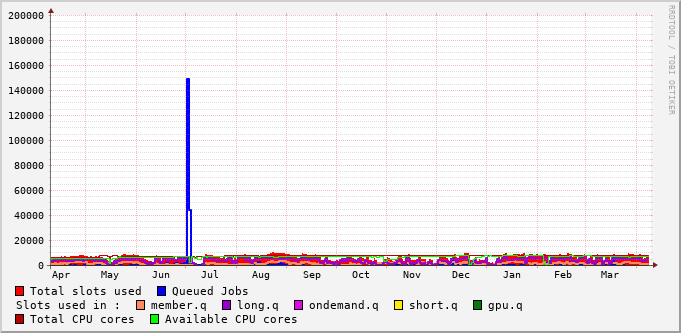 200000
180000
160000
140000
120000
100000
80000
60000
40000
20000
0
Apr May Jun Jul Aug Sep Oct Nov Dec Jan Feb Mar
RRDTOOL / TOBI OETIKER
Total slots used Queued Jobs
Slots used in : member.q long.q ondemand.q short.q gpu.q
Total CPU cores Available CPU cores